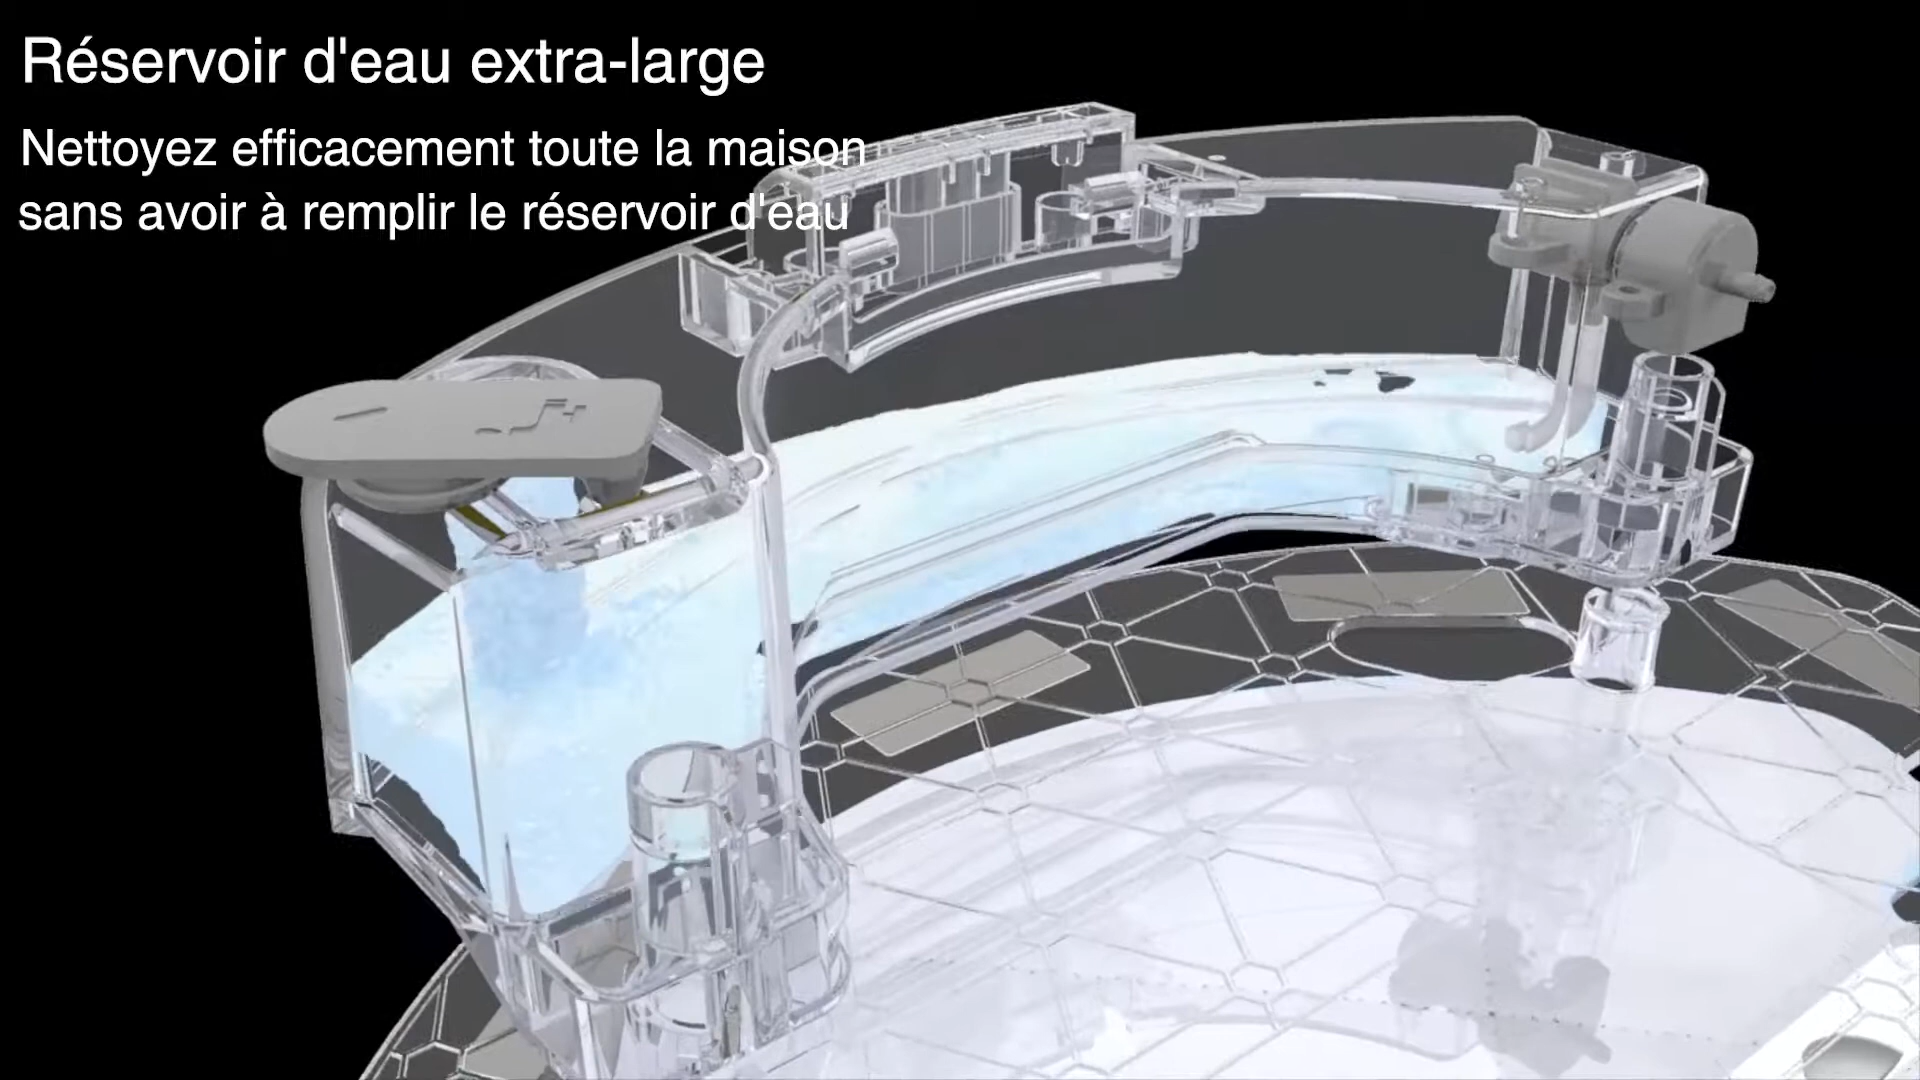 Réservoir d'eau extra-large
Nettoyez efficacement toute la maison
sans avoir à remplir le réservoir d'eau